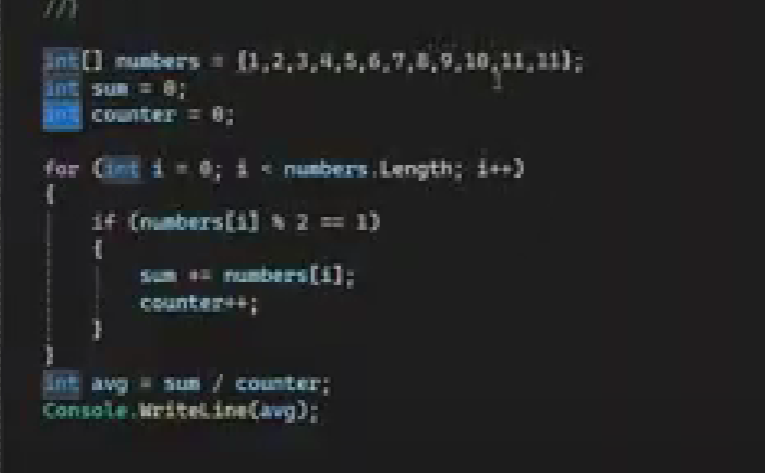 //}
int[] numbers = {1,2,3,4,5,6,7,8,9,10,11,11};
int sum = 0;
int counter = 0;
for (int i = 0; i < numbers.Length; i++)
{
if (numbers[i] % 2 == 1)
{
sum += numbers[i];
counter++;
}
}
int avg = sum / counter;
Console.WriteLine(avg);